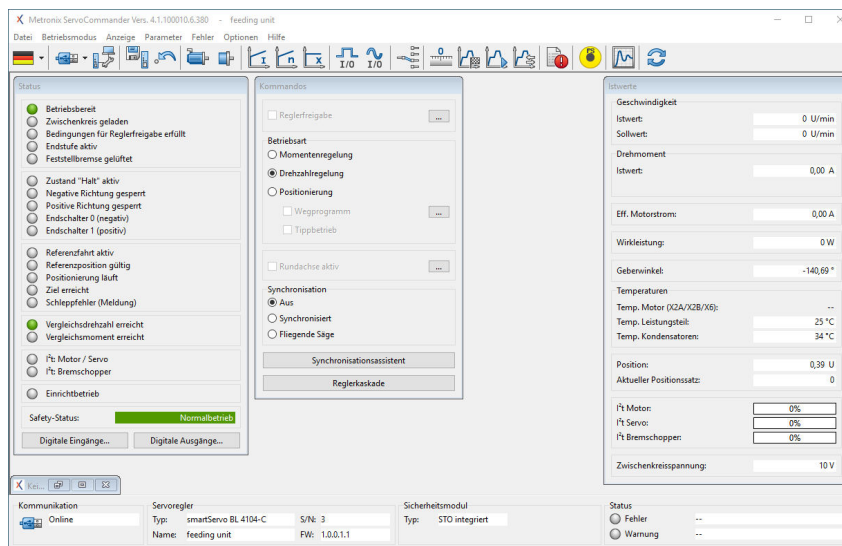 Metronix ServoCommander Vers. 4.1.100010.6.380 - feeding unit
Datei Betriebsmodus Anzeige Parameter Fehler Optionen Hilfe
I n x I/O I/O 0
Status
Betriebsbereit
Zwischenkreis geladen
Bedingungen für Reglerfreigabe erfüllt
Endstufe aktiv
Feststellbremse gelüftet
Zustand "Halt" aktiv
Negative Richtung gesperrt
Positive Richtung gesperrt
Endschalter 0 (negativ)
Endschalter 1 (positiv)
Referenzfahrt aktiv
Referenzposition gültig
Positionierung läuft
Ziel erreicht
Schleppfehler (Meldung)
Vergleichsdrehzahl erreicht
Vergleichsmoment erreicht
I²t: Motor / Servo
I²t: Bremschopper
Einrichtbetrieb
Safety-Status: Normalbetrieb
Digitale Eingänge... Digitale Ausgänge...
Kommandos
Reglerfreigabe ...
Betriebsart
Momentenregelung
Drehzahlregelung
Positionierung
Wegprogramm ...
Tippbetrieb
Rundachse aktiv ...
Synchronisation
Aus
Synchronisiert
Fliegende Säge
Synchronisationsassistent
Reglerkaskade
Istwerte
Geschwindigkeit
Istwert: 0 U/min
Sollwert: 0 U/min
Drehmoment
Istwert: 0,00 A
Eff. Motorstrom: 0,00 A
Wirkleistung: 0 W
Geberwinkel: -140,69 °
Temperaturen
Temp. Motor (X2A/X2B/X6): --
Temp. Leistungsteil: 25 °C
Temp. Kondensatoren: 34 °C
Position: 0,39 U
Aktueller Positionssatz: 0
I²t Motor: 0%
I²t Servo: 0%
I²t Bremschopper: 0%
Zwischenkreisspannung: 10 V
Kei...
Kommunikation
Online
Servoregler
Typ: smartServo BL 4104-C S/N: 3
Name: feeding unit FW: 1.0.0.1.1
Sicherheitsmodul
Typ: STO integriert
Status
Fehler --
Warnung --